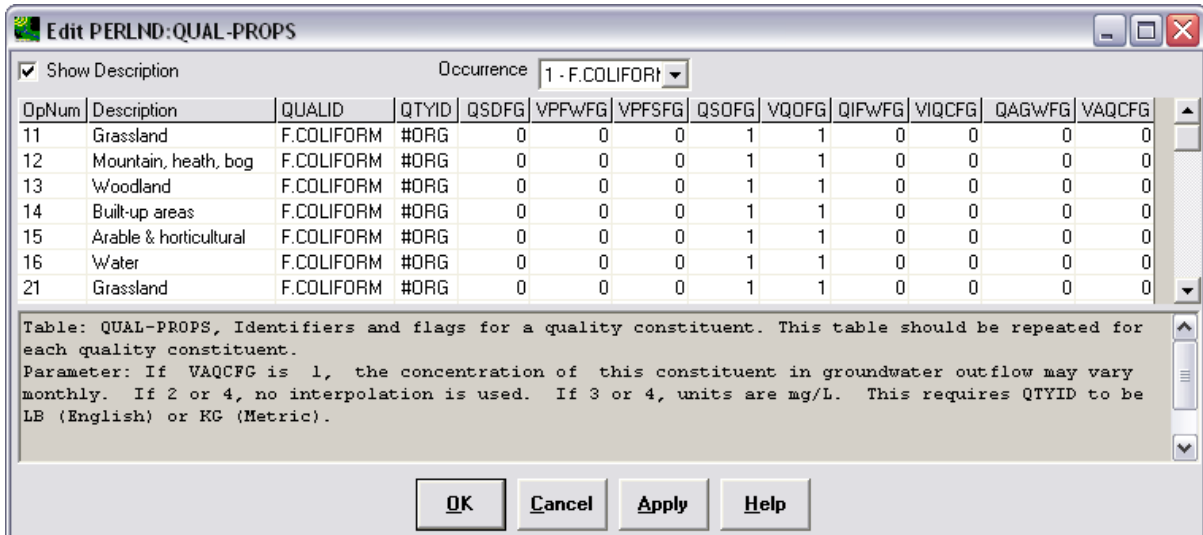 Edit PERLND:QUAL-PROPS
Show Description Occurrence 1 - F.COLIFORM
OpNum Description QUALID QTYID QSDFG VPFWFG VPFSFG QSOFG VQOFG QIFWFG VIQCFG QAGWFG VAQCFG
11 Grassland F.COLIFORM #ORG 0 0 0 1 1 0 0 0 0
12 Mountain, heath, bog F.COLIFORM #ORG 0 0 0 1 1 0 0 0 0
13 Woodland F.COLIFORM #ORG 0 0 0 1 1 0 0 0 0
14 Built-up areas F.COLIFORM #ORG 0 0 0 1 1 0 0 0 0
15 Arable & horticultural F.COLIFORM #ORG 0 0 0 1 1 0 0 0 0
16 Water F.COLIFORM #ORG 0 0 0 1 1 0 0 0 0
21 Grassland F.COLIFORM #ORG 0 0 0 1 1 0 0 0 0
Table: QUAL-PROPS, Identifiers and flags for a quality constituent. This table should be repeated for
each quality constituent.
Parameter: If VAQCFG is 1, the concentration of this constituent in groundwater outflow may vary
monthly. If 2 or 4, no interpolation is used. If 3 or 4, units are mg/L. This requires QTYID to be
LB (English) or KG (Metric).
OK Cancel Apply Help